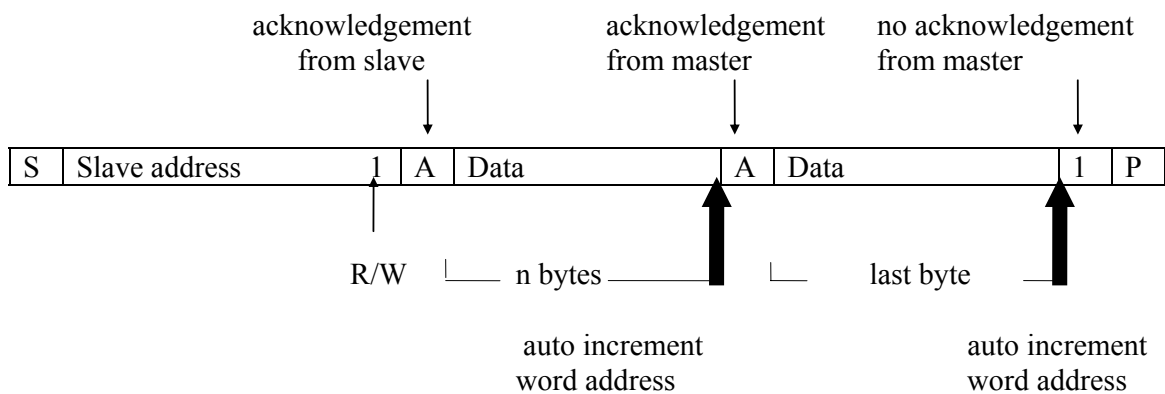 acknowledgement from slave
acknowledgement from master
no acknowledgement from master
S Slave address 1 A Data A Data 1 P
R/W n bytes last byte
auto increment word address
auto increment word address